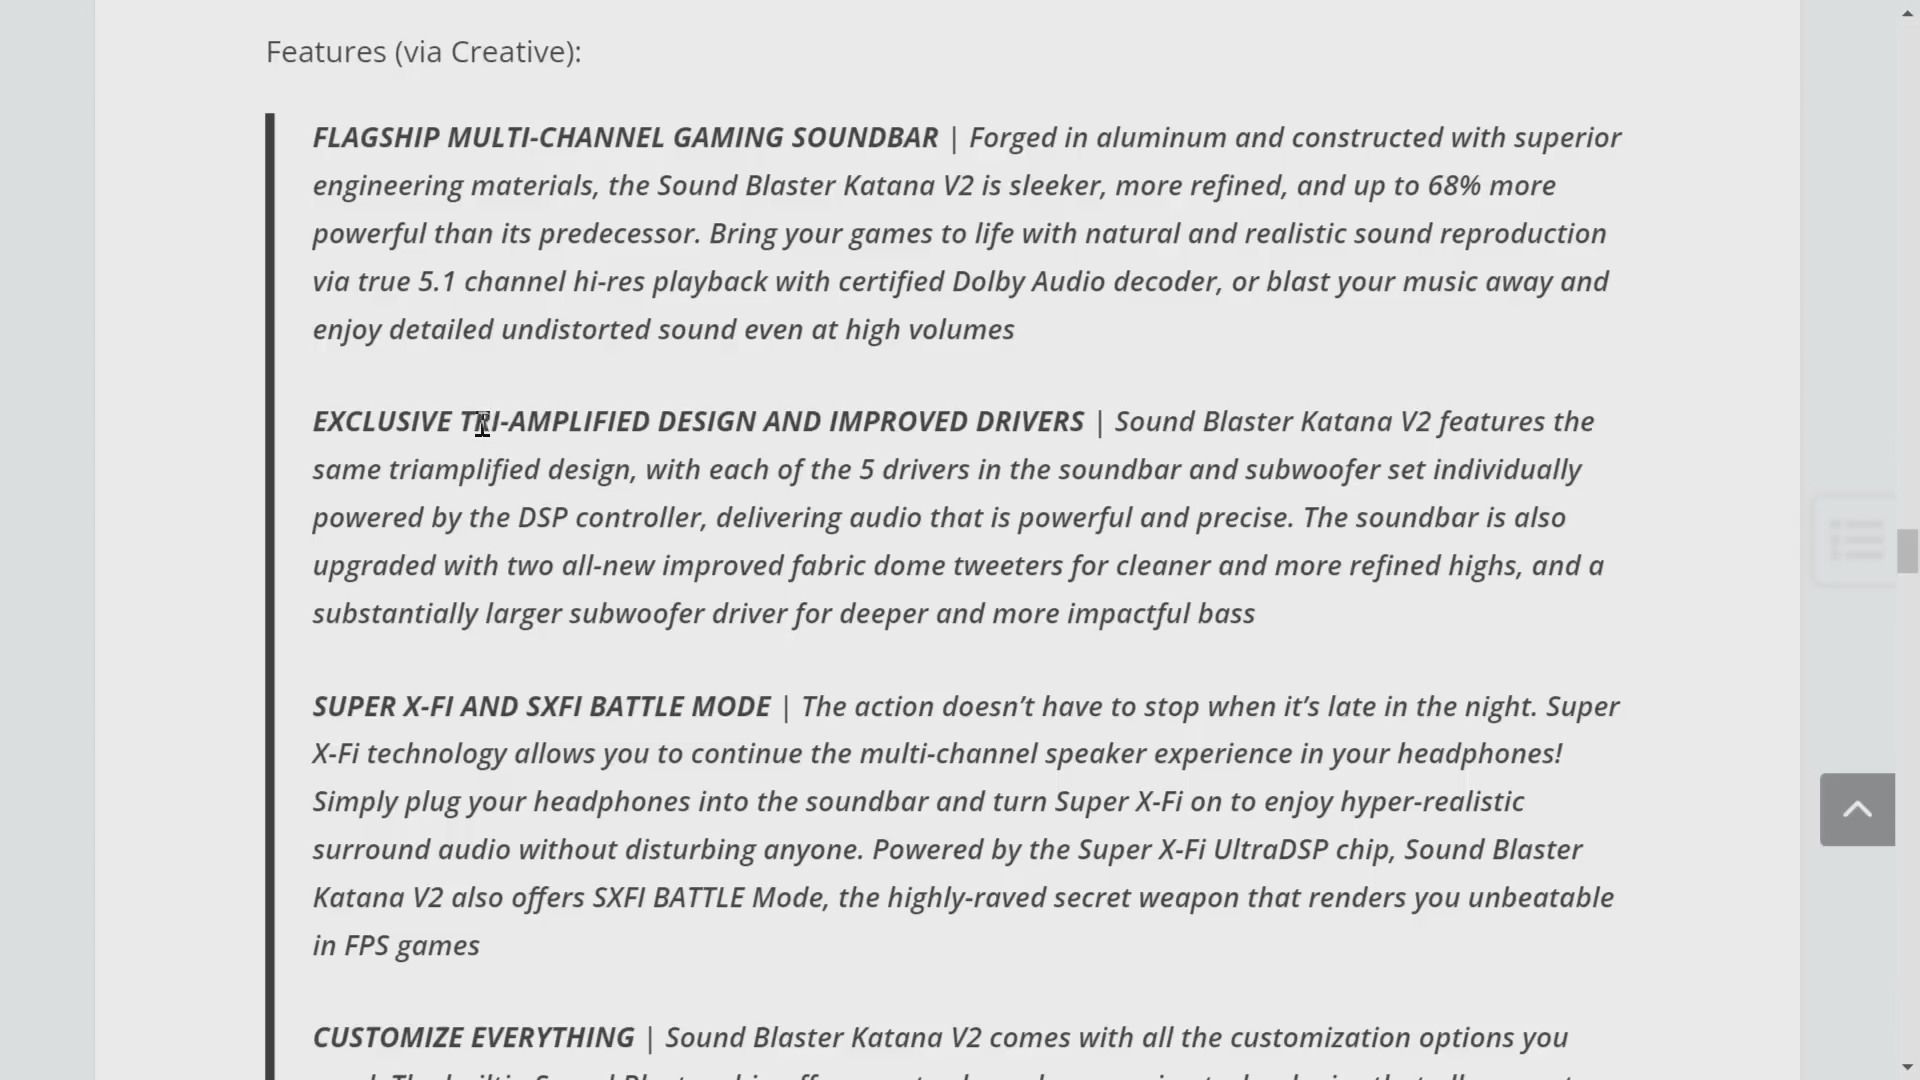 Features (via Creative):
FLAGSHIP MULTI-CHANNEL GAMING SOUNDBAR | Forged in aluminum and constructed with superior
engineering materials, the Sound Blaster Katana V2 is sleeker, more refined, and up to 68% more
powerful than its predecessor. Bring your games to life with natural and realistic sound reproduction
via true 5.1 channel hi-res playback with certified Dolby Audio decoder, or blast your music away and
enjoy detailed undistorted sound even at high volumes
EXCLUSIVE TRI-AMPLIFIED DESIGN AND IMPROVED DRIVERS | Sound Blaster Katana V2 features the
same triamplified design, with each of the 5 drivers in the soundbar and subwoofer set individually
powered by the DSP controller, delivering audio that is powerful and precise. The soundbar is also
upgraded with two all-new improved fabric dome tweeters for cleaner and more refined highs, and a
substantially larger subwoofer driver for deeper and more impactful bass
SUPER X-FI AND SXFI BATTLE MODE | The action doesn’t have to stop when it’s late in the night. Super
X-Fi technology allows you to continue the multi-channel speaker experience in your headphones!
Simply plug your headphones into the soundbar and turn Super X-Fi on to enjoy hyper-realistic
surround audio without disturbing anyone. Powered by the Super X-Fi UltraDSP chip, Sound Blaster
Katana V2 also offers SXFI BATTLE Mode, the highly-raved secret weapon that renders you unbeatable
in FPS games
CUSTOMIZE EVERYTHING | Sound Blaster Katana V2 comes with all the customization options you